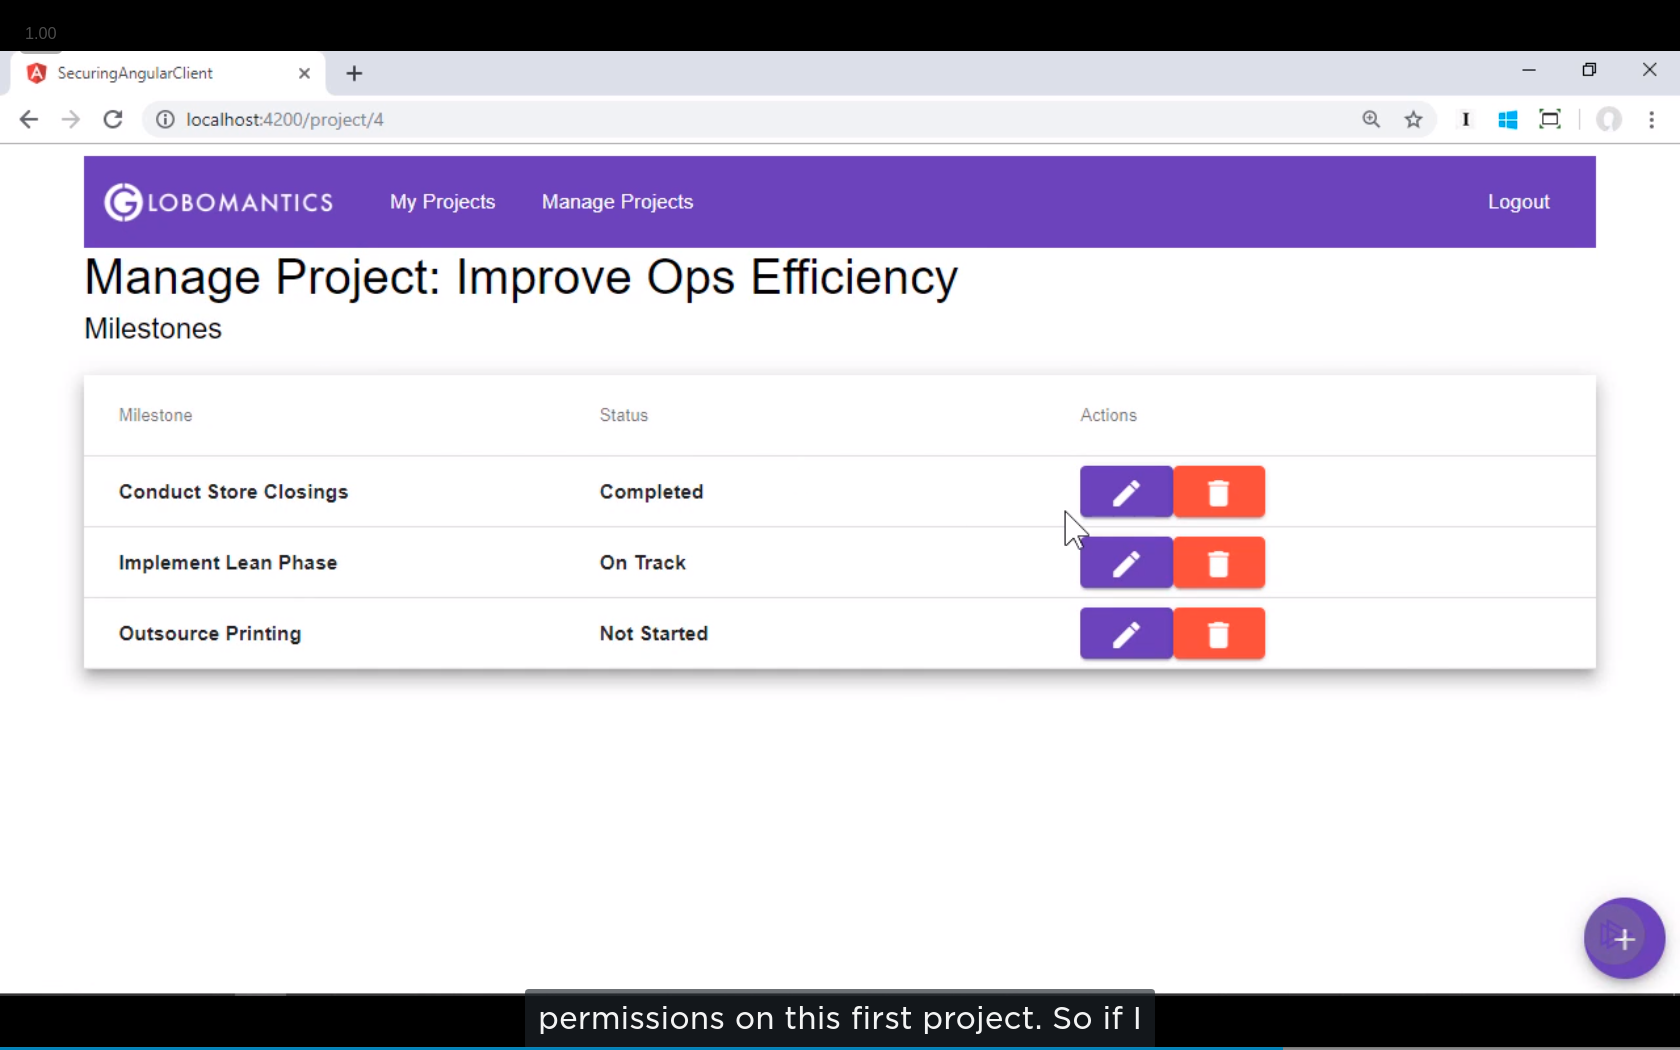 1.00
SecuringAngularClient
localhost:4200/project/4
GLOBOMANTICS My Projects Manage Projects Logout
Manage Project: Improve Ops Efficiency
Milestones
Milestone Status Actions
Conduct Store Closings Completed
Implement Lean Phase On Track
Outsource Printing Not Started
permissions on this first project. So if I